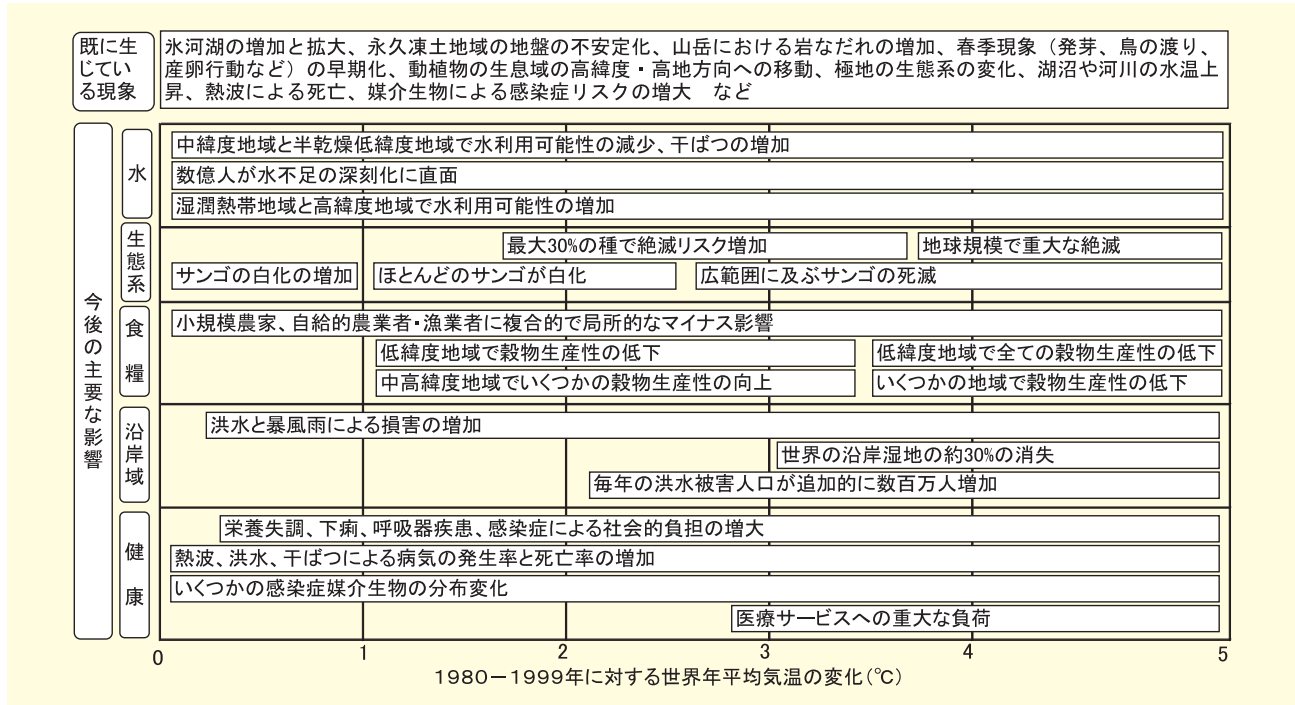 既に生
じてい
る現象
氷河湖の増加と拡大、永久凍土地域の地盤の不安定化、山岳における岩なだれの増加、春季現象（発芽、鳥の渡り、
産卵行動など）の早期化、動植物の生息域の高緯度・高地方向への移動、極地の生態系の変化、湖沼や河川の水温上
昇、熱波による死亡、媒介生物による感染症リスクの増大　など
今後の主要な影響
水
中緯度地域と半乾燥低緯度地域で水利用可能性の減少、干ばつの増加
数億人が水不足の深刻化に直面
湿潤熱帯地域と高緯度地域で水利用可能性の増加
生態系
最大30%の種で絶滅リスク増加
地球規模で重大な絶滅
サンゴの白化の増加
ほとんどのサンゴが白化
広範囲に及ぶサンゴの死滅
食糧
小規模農家、自給的農業者・漁業者に複合的で局所的なマイナス影響
低緯度地域で穀物生産性の低下
低緯度地域で全ての穀物生産性の低下
中高緯度地域でいくつかの穀物生産性の向上
いくつかの地域で穀物生産性の低下
沿岸域
洪水と暴風雨による損害の増加
世界の沿岸湿地の約30%の消失
毎年の洪水被害人口が追加的に数百万人増加
健康
栄養失調、下痢、呼吸器疾患、感染症による社会的負担の増大
熱波、洪水、干ばつによる病気の発生率と死亡率の増加
いくつかの感染症媒介生物の分布変化
医療サービスへの重大な負荷
0
1
2
3
4
5
1980－1999年に対する世界年平均気温の変化(℃)